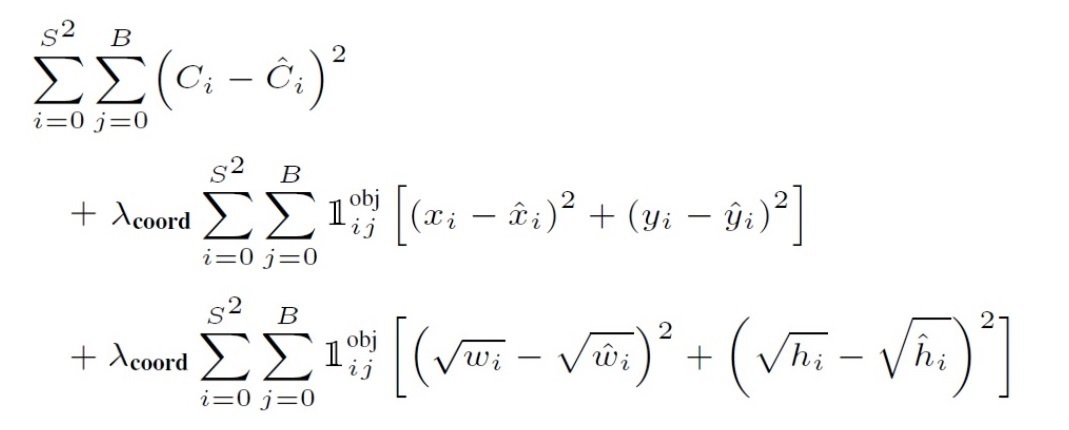 \sum_{i=0}^{S^2} \sum_{j=0}^{B} \left( C_i - \hat{C}_i \right)^2
+ \lambda_{\textbf{coord}} \sum_{i=0}^{S^2} \sum_{j=0}^{B} \mathbb{1}_{ij}^{\text{obj}} \left[ (x_i - \hat{x}_i)^2 + (y_i - \hat{y}_i)^2 \right]
+ \lambda_{\textbf{coord}} \sum_{i=0}^{S^2} \sum_{j=0}^{B} \mathbb{1}_{ij}^{\text{obj}} \left[ \left( \sqrt{w_i} - \sqrt{\hat{w}_i} \right)^2 + \left( \sqrt{h_i} - \sqrt{\hat{h}_i} \right)^2 \right]